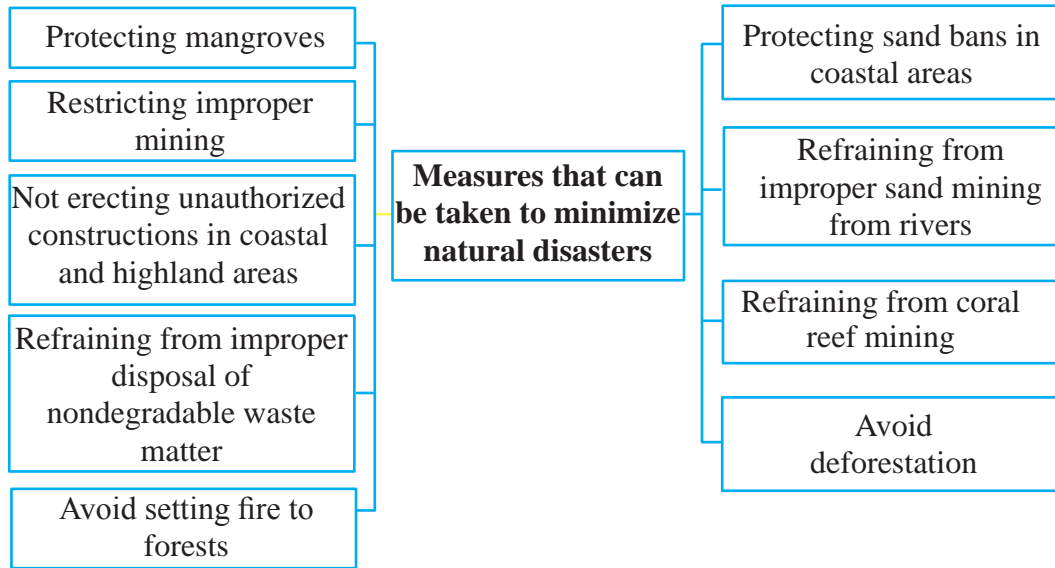 Protecting mangroves
Restricting improper
mining
Not erecting unauthorized
constructions in coastal
and highland areas
Refraining from improper
disposal of
nondegradable waste
matter
Avoid setting fire to
forests
Measures that can
be taken to minimize
natural disasters
Protecting sand bans in
coastal areas
Refraining from
improper sand mining
from rivers
Refraining from coral
reef mining
Avoid
deforestation